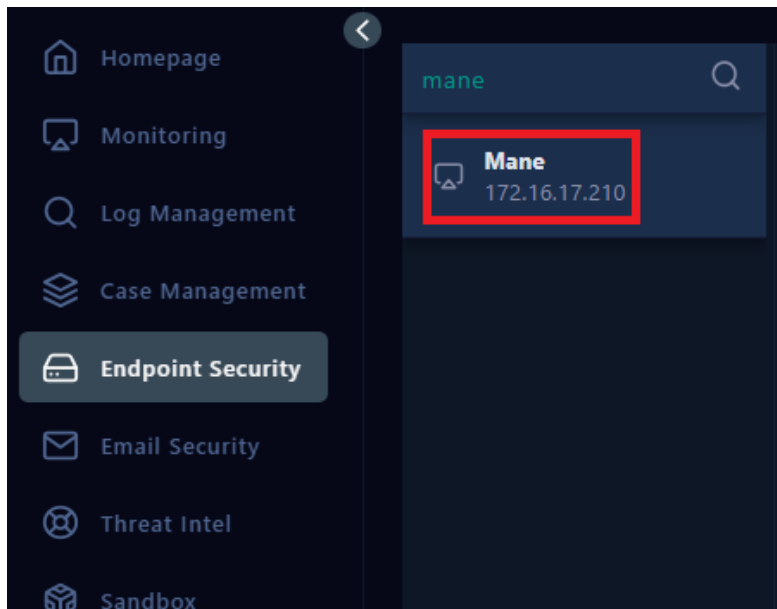 Homepage
Monitoring
Log Management
Case Management
Endpoint Security
Email Security
Threat Intel
Sandbox
mane
Mane
172.16.17.210